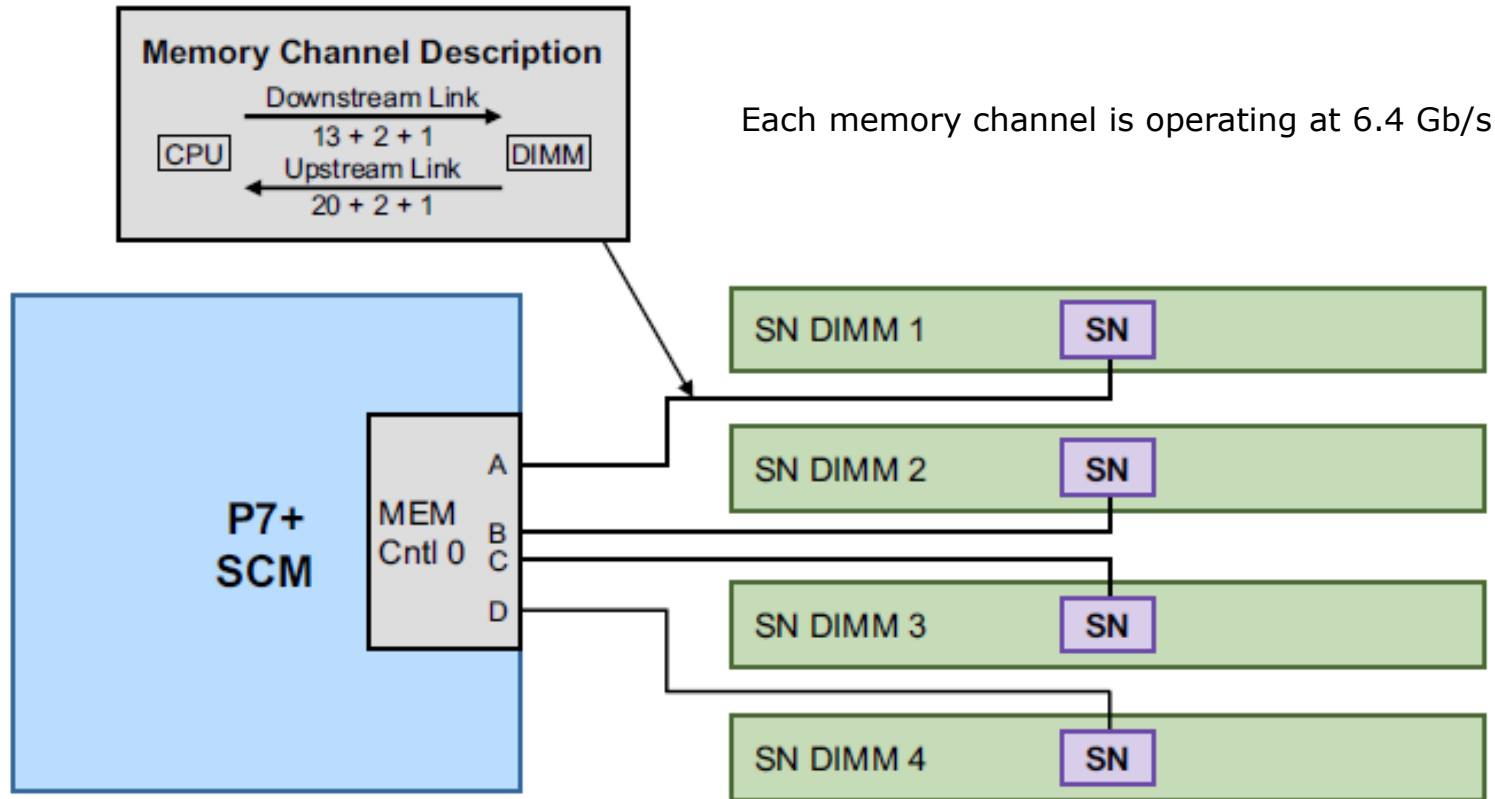 Memory Channel Description
Downstream Link
13 + 2 + 1
CPU
DIMM
Upstream Link
20 + 2 + 1
Each memory channel is operating at 6.4 Gb/s
P7+
SCM
MEM
Cntl 0
A
B
C
D
SN DIMM 1
SN
SN DIMM 2
SN
SN DIMM 3
SN
SN DIMM 4
SN